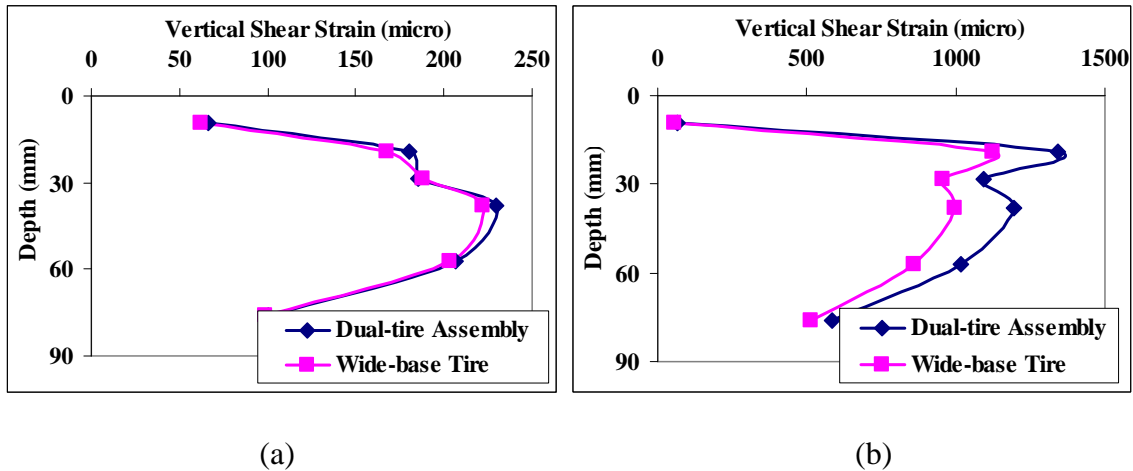 Vertical Shear Strain (micro)
0 50 100 150 200 250
0
30
60
90
Depth (mm)
Dual-tire Assembly
Wide-base Tire
(a)
Vertical Shear Strain (micro)
0 500 1000 1500
0
30
60
90
Depth (mm)
Dual-tire Assembly
Wide-base Tire
(b)